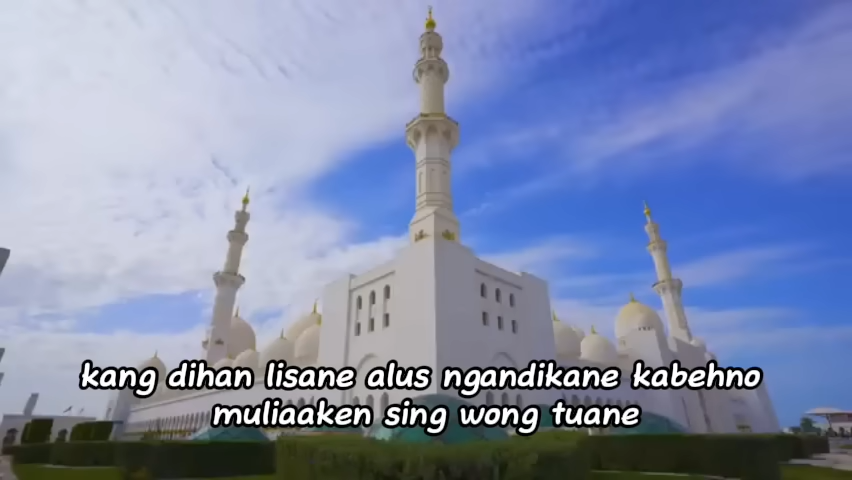 kang dihan lisane alus ngandikane kabehno
muliaaken sing wong tuane